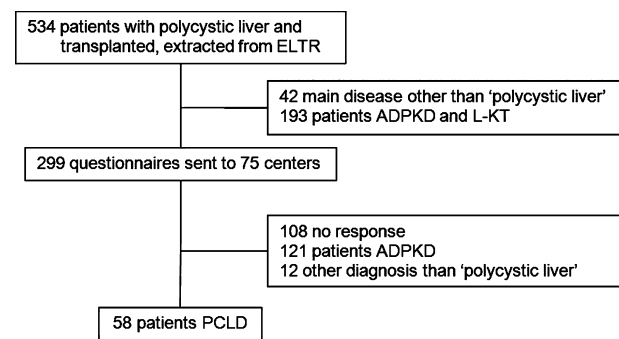 534 patients with polycystic liver and
transplanted, extracted from ELTR
42 main disease other than 'polycystic liver'
193 patients ADPKD and L-KT
299 questionnaires sent to 75 centers
108 no response
121 patients ADPKD
12 other diagnosis than 'polycystic liver'
58 patients PCLD